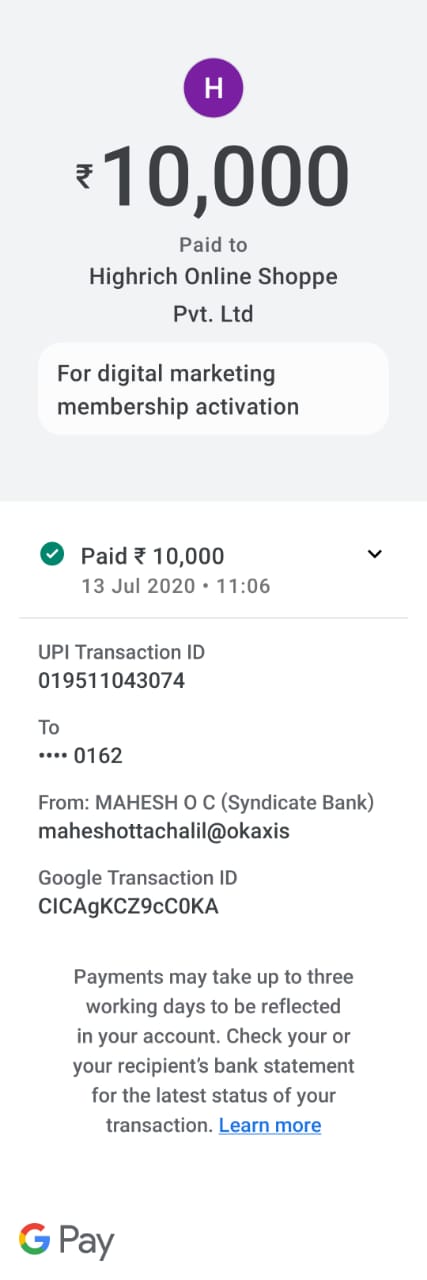 H
₹10,000
Paid to
Highrich Online Shoppe
Pvt. Ltd
For digital marketing
membership activation
Paid ₹ 10,000
13 Jul 2020 • 11:06
UPI Transaction ID
019511043074
To
•••• 0162
From: MAHESH O C (Syndicate Bank)
maheshottachalil@okaxis
Google Transaction ID
CICAgKCZ9cC0KA
Payments may take up to three
working days to be reflected
in your account. Check your or
your recipient's bank statement
for the latest status of your
transaction. Learn more
G Pay